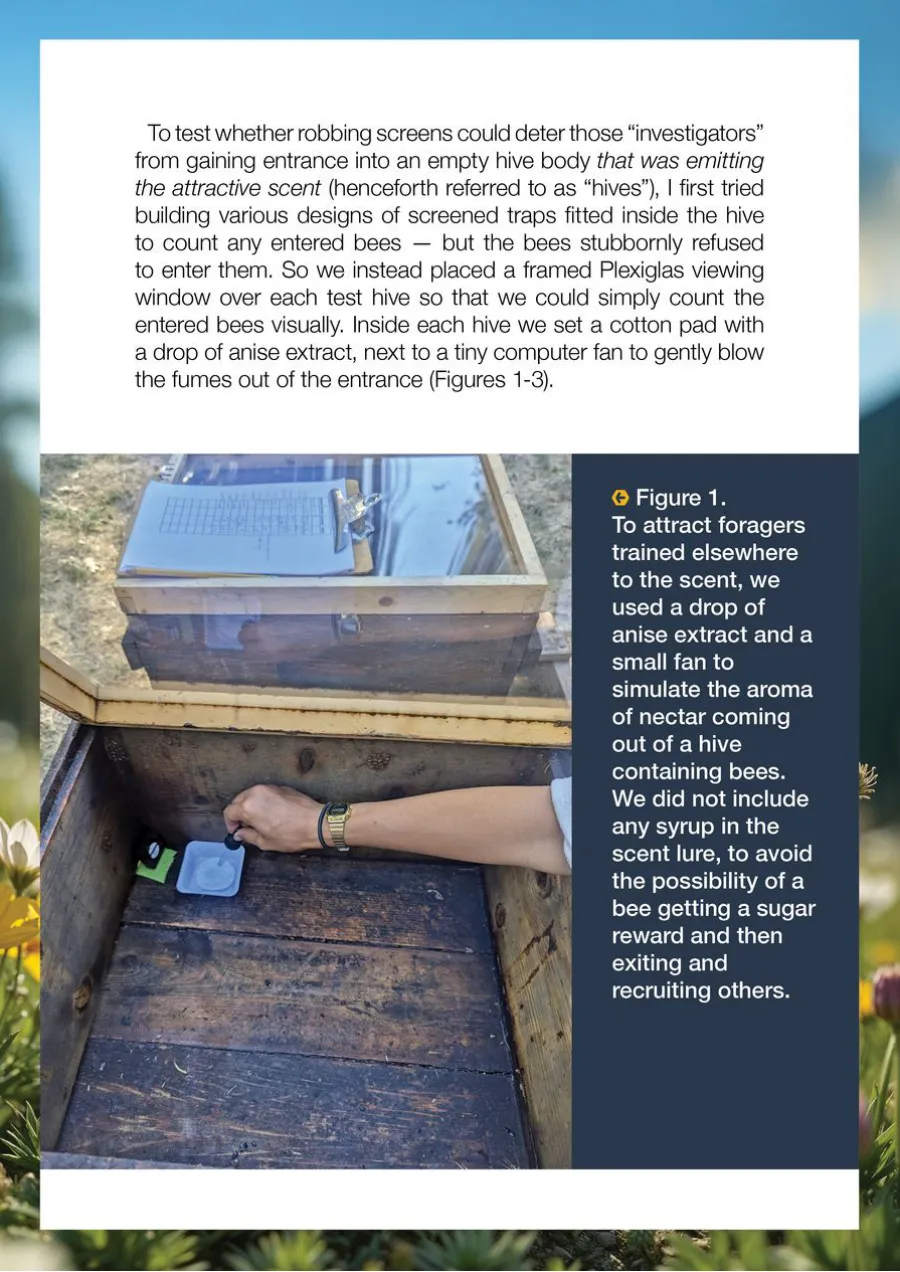 To test whether robbing screens could deter those “investigators”
from gaining entrance into an empty hive body that was emitting
the attractive scent (henceforth referred to as “hives”), I first tried
building various designs of screened traps fitted inside the hive
to count any entered bees — but the bees stubbornly refused
to enter them. So we instead placed a framed Plexiglas viewing
window over each test hive so that we could simply count the
entered bees visually. Inside each hive we set a cotton pad with
a drop of anise extract, next to a tiny computer fan to gently blow
the fumes out of the entrance (Figures 1-3).
Figure 1.
To attract foragers
trained elsewhere
to the scent, we
used a drop of
anise extract and a
small fan to
simulate the aroma
of nectar coming
out of a hive
containing bees.
We did not include
any syrup in the
scent lure, to avoid
the possibility of a
bee getting a sugar
reward and then
exiting and
recruiting others.